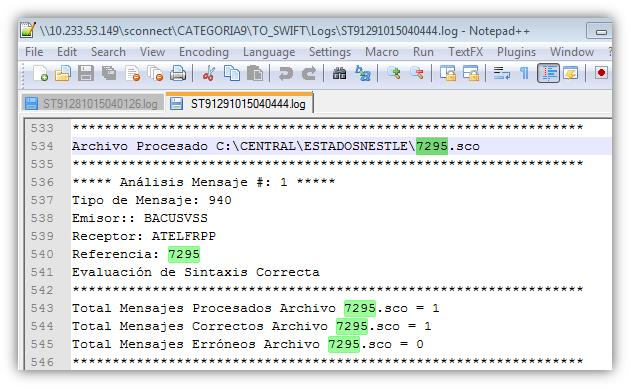 \\10.233.53.149\sconnect\CATEGORIA9\TO_SWIFT\Logs\ST91291015040444.log - Notepad++
File Edit Search View Encoding Language Settings Macro Run TextFX Plugins Window ?
ST91281015040126.log ST91291015040444.log
533 ******************************************************************
534 Archivo Procesado C:\CENTRAL\ESTADOSNESTLE\7295.sco
535 ******************************************************************
536 ***** Análisis Mensaje #: 1 *****
537 Tipo de Mensaje: 940
538 Emisor:: BACUSVSS
539 Receptor: ATELFRPP
540 Referencia: 7295
541 Evaluación de Sintaxis Correcta
542 ******************************************************************
543 Total Mensajes Procesados Archivo 7295.sco = 1
544 Total Mensajes Correctos Archivo 7295.sco = 1
545 Total Mensajes Erróneos Archivo 7295.sco = 0
546 ******************************************************************